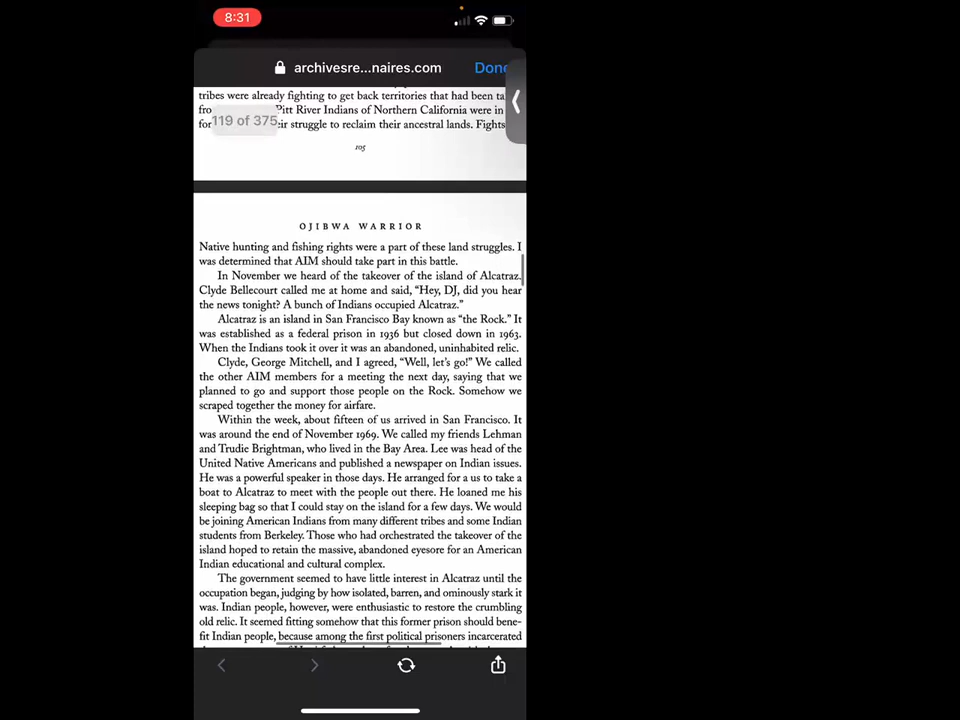 8:31
archivesre...naires.com
Done
tribes were already fighting to get back territories that had been ta
fro Pitt River Indians of Northern California were in
for eir struggle to reclaim their ancestral lands. Fights
119 of 375
105
OJIBWA WARRIOR
Native hunting and fishing rights were a part of these land struggles. I
was determined that AIM should take part in this battle.
In November we heard of the takeover of the island of Alcatraz.
Clyde Bellecourt called me at home and said, “Hey, DJ, did you hear
the news tonight? A bunch of Indians occupied Alcatraz.”
Alcatraz is an island in San Francisco Bay known as “the Rock.” It
was established as a federal prison in 1936 but closed down in 1963.
When the Indians took it over it was an abandoned, uninhabited relic.
Clyde, George Mitchell, and I agreed, “Well, let’s go!” We called
the other AIM members for a meeting the next day, saying that we
planned to go and support those people on the Rock. Somehow we
scraped together the money for airfare.
Within the week, about fifteen of us arrived in San Francisco. It
was around the end of November 1969. We called my friends Lehman
and Trudie Brightman, who lived in the Bay Area. Lee was head of the
United Native Americans and published a newspaper on Indian issues.
He was a powerful speaker in those days. He arranged for a us to take a
boat to Alcatraz to meet with the people out there. He loaned me his
sleeping bag so that I could stay on the island for a few days. We would
be joining American Indians from many different tribes and some Indian
students from Berkeley. Those who had orchestrated the takeover of the
island hoped to retain the massive, abandoned eyesore for an American
Indian educational and cultural complex.
The government seemed to have little interest in Alcatraz until the
occupation began, judging by how isolated, barren, and ominously stark it
was. Indian people, however, were enthusiastic to restore the crumbling
old relic. It seemed fitting somehow that this former prison should bene-
fit Indian people, because among the first political prisoners incarcerated